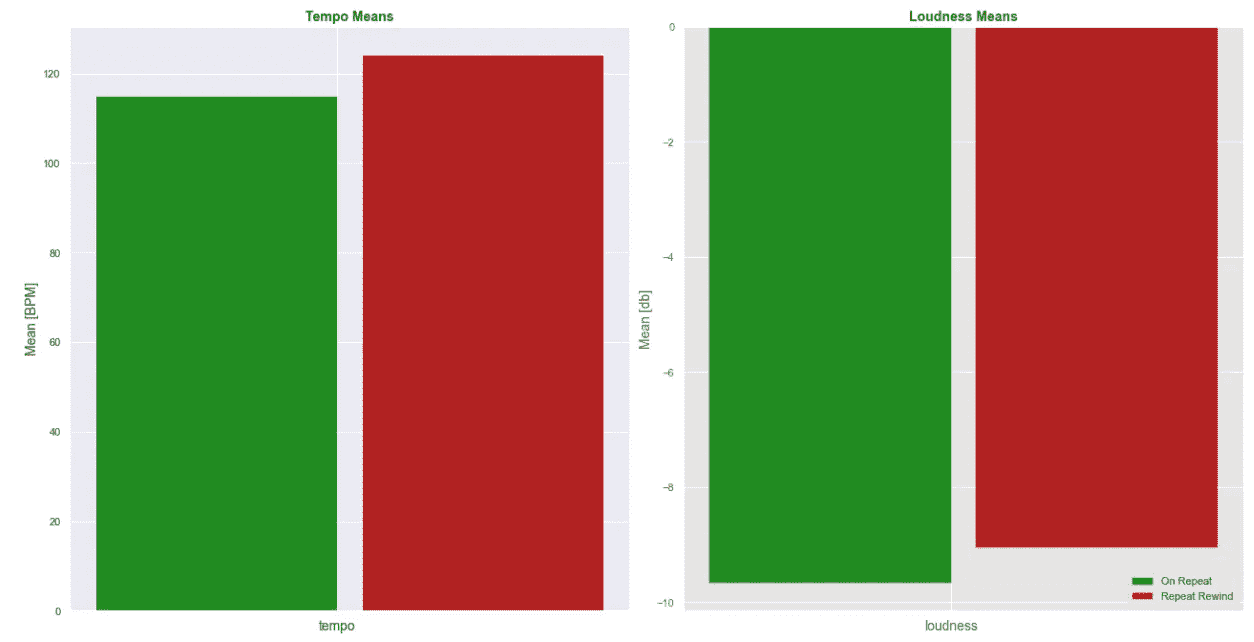 Tempo Means
120
100
80
60
40
20
0
Mean [BPM]
tempo
Loudness Means
0
−2
−4
−6
−8
−10
Mean [db]
loudness
On Repeat
Repeat Rewind